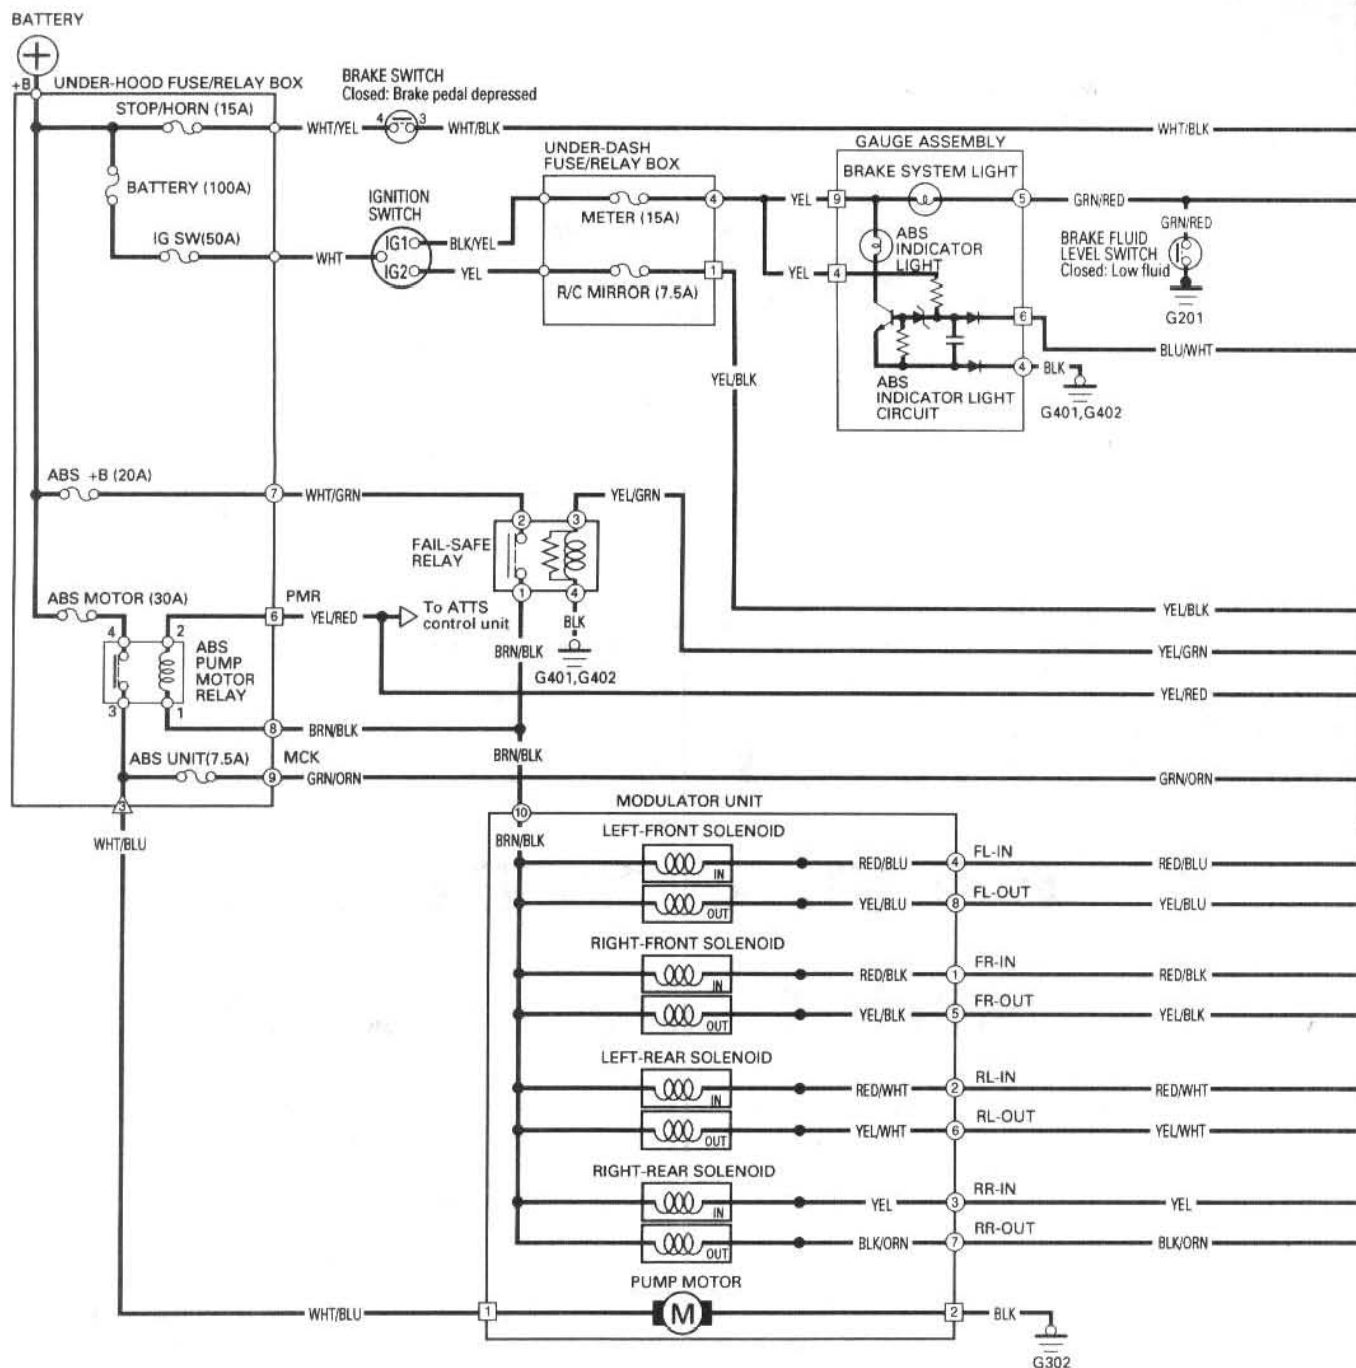 BATTERY
+B
UNDER-HOOD FUSE/RELAY BOX
STOP/HORN (15A)
WHT/YEL
BRAKE SWITCH
Closed: Brake pedal depressed
4
3
WHT/BLK
WHT/BLK
BATTERY (100A)
IG SW(50A)
WHT
IGNITION
SWITCH
IG1
IG2
BLK/YEL
YEL
UNDER-DASH
FUSE/RELAY BOX
METER (15A)
4
R/C MIRROR (7.5A)
1
YEL/BLK
YEL
YEL
GAUGE ASSEMBLY
BRAKE SYSTEM LIGHT
9
5
ABS
INDICATOR
LIGHT
4
6
4
ABS
INDICATOR LIGHT
CIRCUIT
GRN/RED
GRN/RED
BRAKE FLUID
LEVEL SWITCH
Closed: Low fluid
G201
BLU/WHT
BLK
G401,G402
ABS +B (20A)
7
WHT/GRN
YEL/GRN
2
3
FAIL-SAFE
RELAY
1
4
BLK
G401,G402
BRN/BLK
ABS MOTOR (30A)
PMR
6
YEL/RED
To ATTS
control unit
YEL/BLK
YEL/GRN
YEL/RED
4
2
ABS
PUMP
MOTOR
RELAY
3
1
8
BRN/BLK
BRN/BLK
ABS UNIT(7.5A)
MCK
9
GRN/ORN
GRN/ORN
3
WHT/BLU
MODULATOR UNIT
10
BRN/BLK
LEFT-FRONT SOLENOID
IN
RED/BLU
4
FL-IN
RED/BLU
OUT
YEL/BLU
8
FL-OUT
YEL/BLU
RIGHT-FRONT SOLENOID
IN
RED/BLK
1
FR-IN
RED/BLK
OUT
YEL/BLK
5
FR-OUT
YEL/BLK
LEFT-REAR SOLENOID
IN
RED/WHT
2
RL-IN
RED/WHT
OUT
YEL/WHT
6
RL-OUT
YEL/WHT
RIGHT-REAR SOLENOID
IN
YEL
3
RR-IN
YEL
OUT
BLK/ORN
7
RR-OUT
BLK/ORN
PUMP MOTOR
WHT/BLU
1
M
2
BLK
G302